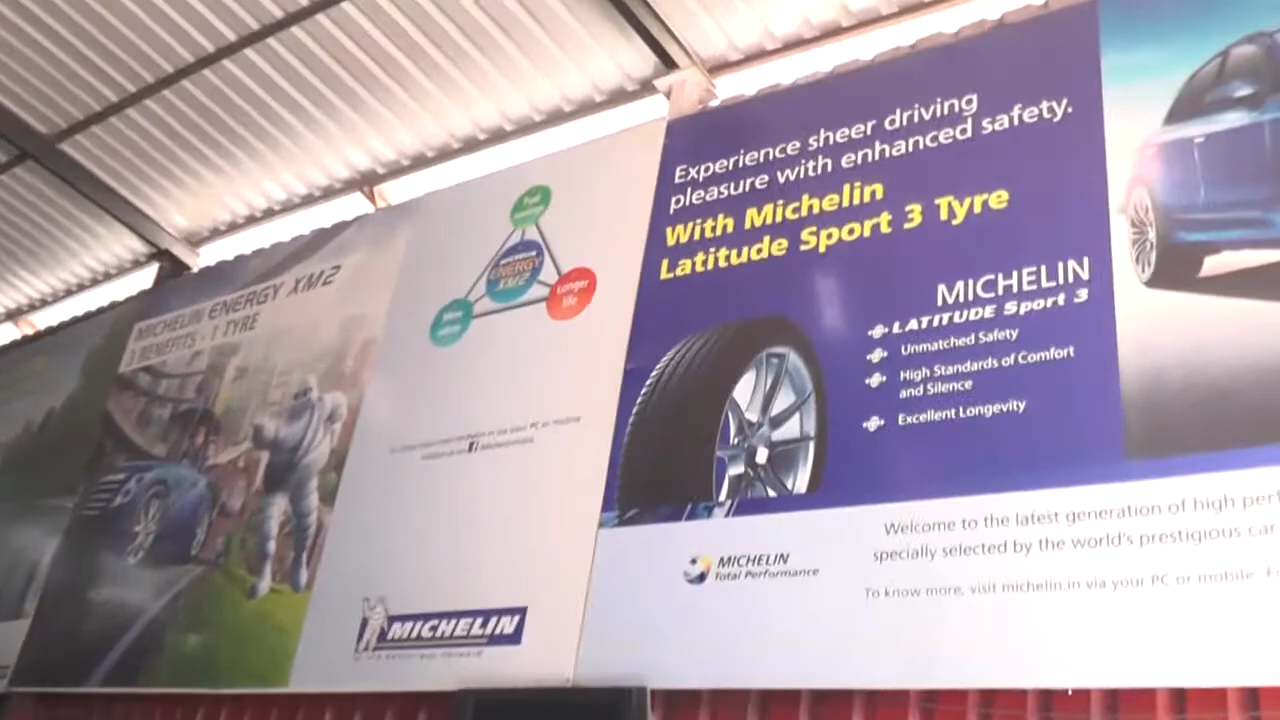 MICHELIN ENERGY XM2
3 BENEFITS - 1 TYRE
MICHELIN
ENERGY
XM2
Longer
life
MICHELIN
Experience sheer driving
pleasure with enhanced safety.
With Michelin
Latitude Sport 3 Tyre
MICHELIN
LATITUDE Sport 3
Unmatched Safety
High Standards of Comfort
and Silence
Excellent Longevity
MICHELIN
Total Performance
Welcome to the latest generation of high
specially selected by the world's prestigious
To know more, visit michelin.in via your PC or mobile.